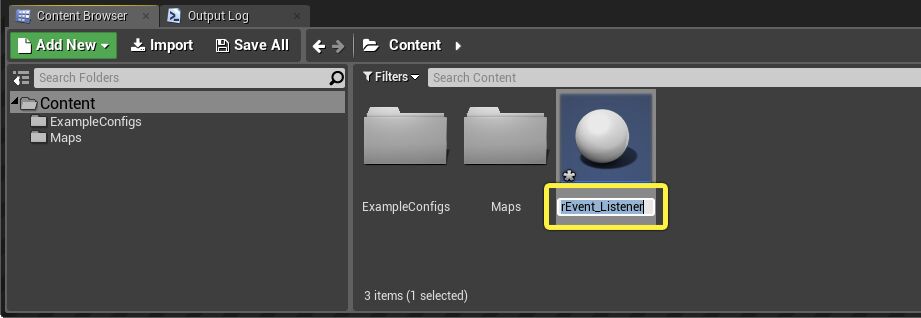 Content Browser
Output Log
Add New
Import
Save All
Content
Search Folders
Filters
Search Content
Content
ExampleConfigs
Maps
ExampleConfigs
Maps
rEvent_Listener
3 items (1 selected)